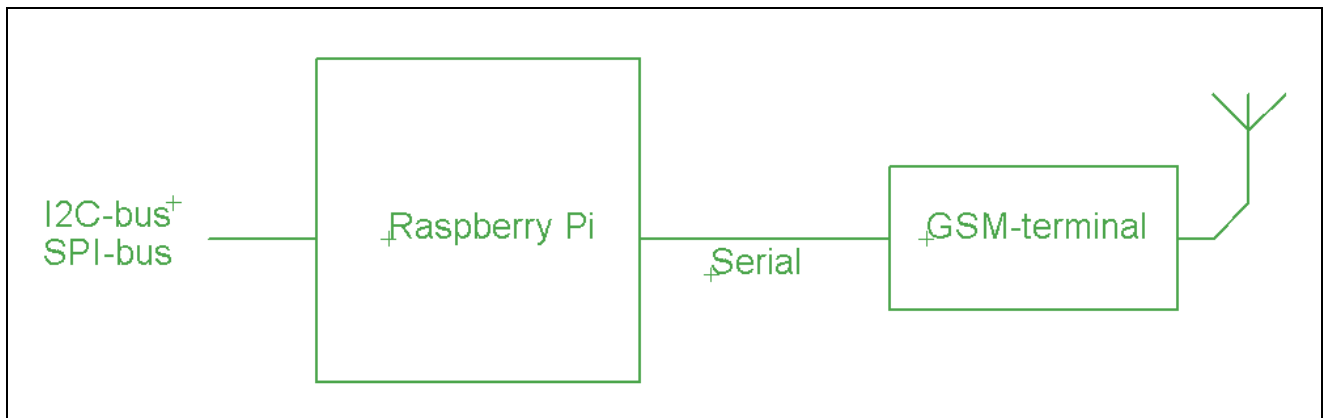 I2C-bus
SPI-bus
Raspberry Pi
Serial
GSM-terminal